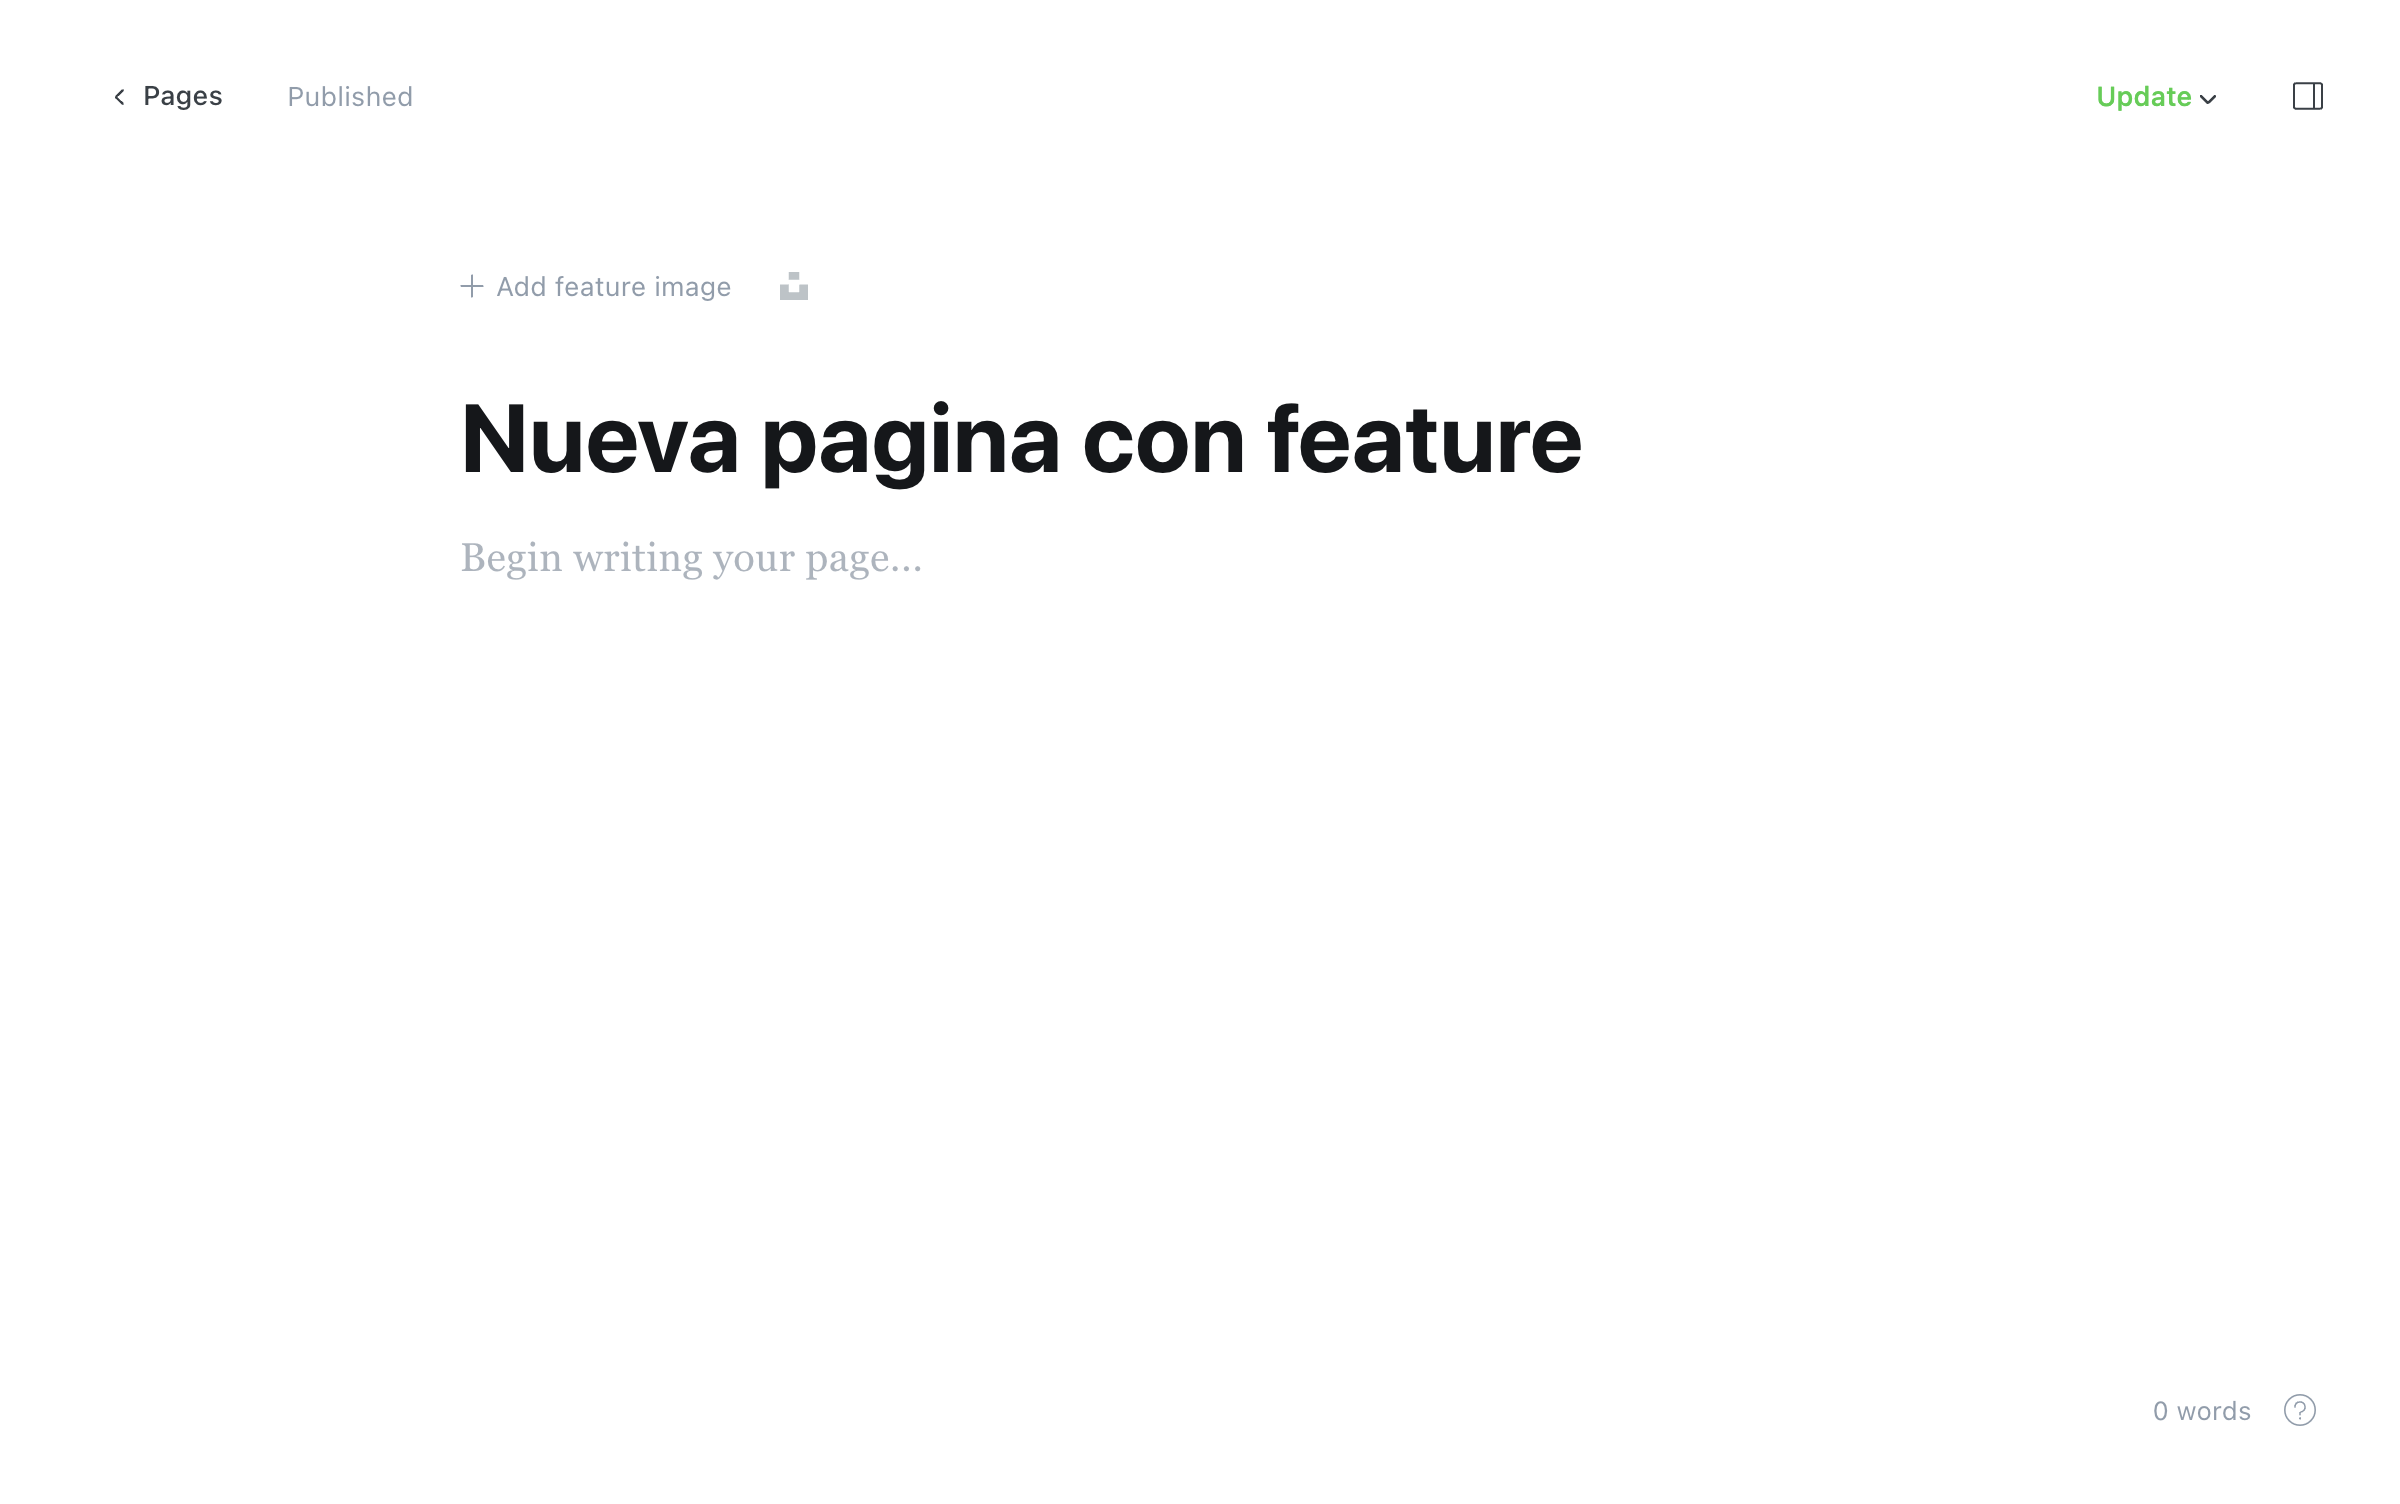 Pages
Published
Update
Add feature image
Nueva pagina con feature
Begin writing your page...
0 words
?